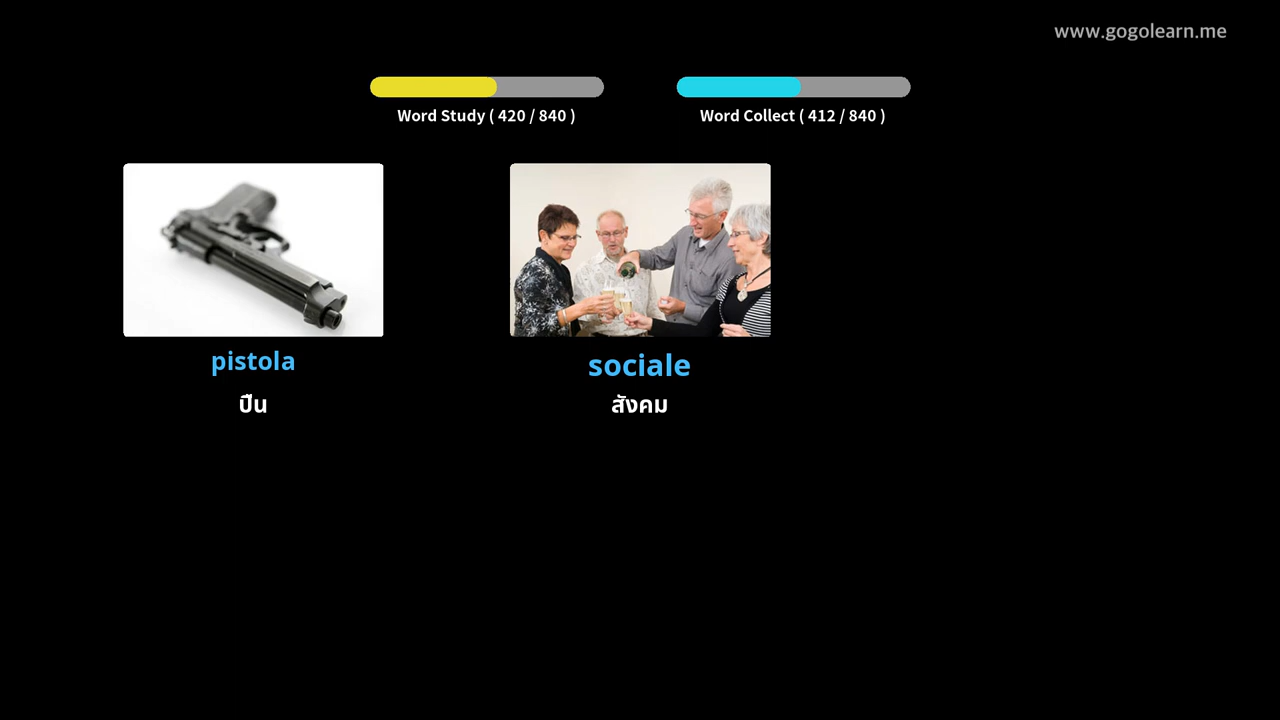 www.gogolearn.me
Word Study ( 420 / 840 )
Word Collect ( 412 / 840 )
pistola
ปืน
sociale
สังคม